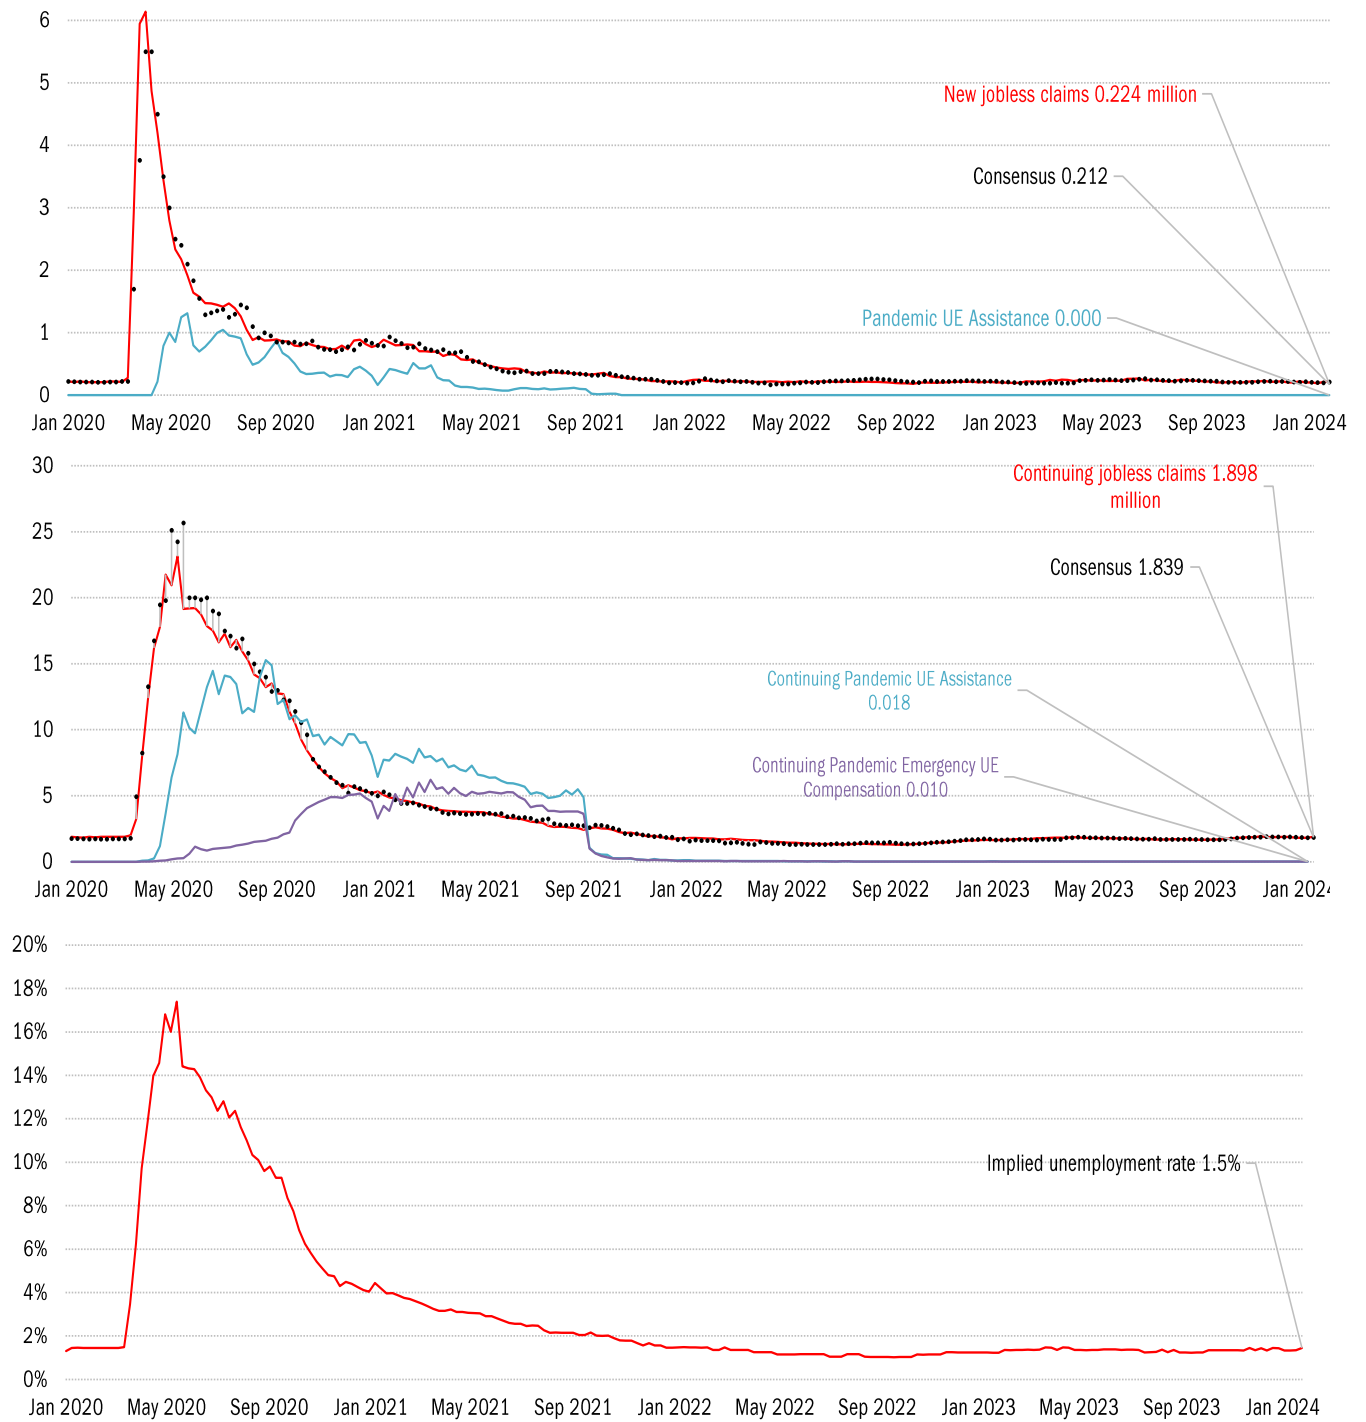 6
5
4
3
2
1
0
New jobless claims 0.224 million
Consensus 0.212
Pandemic UE Assistance 0.000
Jan 2020 May 2020 Sep 2020 Jan 2021 May 2021 Sep 2021 Jan 2022 May 2022 Sep 2022 Jan 2023 May 2023 Sep 2023 Jan 2024
30
25
20
15
10
5
0
Continuing jobless claims 1.898
million
Consensus 1.839
Continuing Pandemic UE Assistance
0.018
Continuing Pandemic Emergency UE
Compensation 0.010
Jan 2020 May 2020 Sep 2020 Jan 2021 May 2021 Sep 2021 Jan 2022 May 2022 Sep 2022 Jan 2023 May 2023 Sep 2023 Jan 2024
20%
18%
16%
14%
12%
10%
8%
6%
4%
2%
0%
Implied unemployment rate 1.5%
Jan 2020 May 2020 Sep 2020 Jan 2021 May 2021 Sep 2021 Jan 2022 May 2022 Sep 2022 Jan 2023 May 2023 Sep 2023 Jan 2024